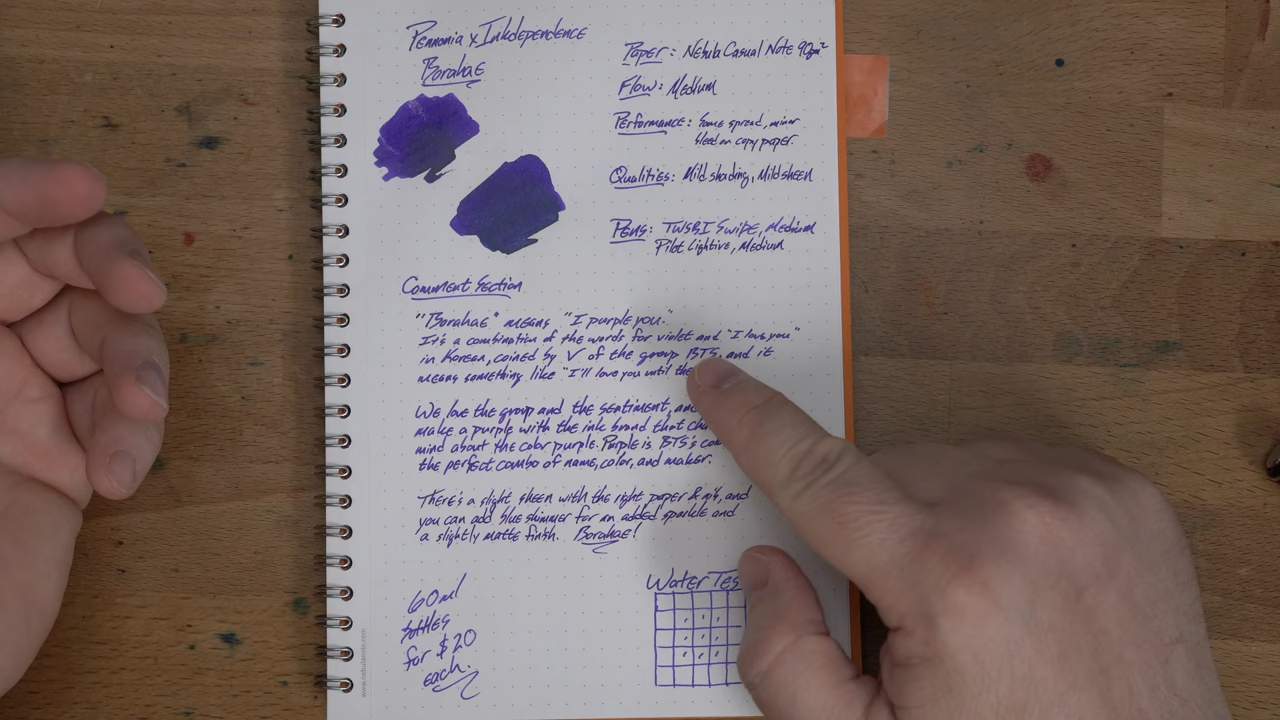 Pennonia x Inkdependence
Borahae
Paper: Nebula Casual Note 90g/m²
Flow: Medium
Performance: Some spread, minor
bleed on copy paper.
Qualities: Mild shading, Mild sheen
Pens: TWSBI Swipe, Medium
Pilot Lightive, Medium
Comment Section
"Borahae" means "I purple you."
It's a combination of the words for violet and "I love you"
in Korean, coined by V of the group BTS, and it
means something like "I'll love you until the
We love the group and the sentiment, and
make a purple with the ink brand that
mind about the color purple. Purple is BTS's
the perfect combo of name, color, and maker.
There's a slight sheen with the right paper & nib, and
you can add blue shimmer for an added sparkle and
a slightly matte finish. Borahae!
60ml
bottles
for $20
each.
Water Tes
www.nebulanote.com